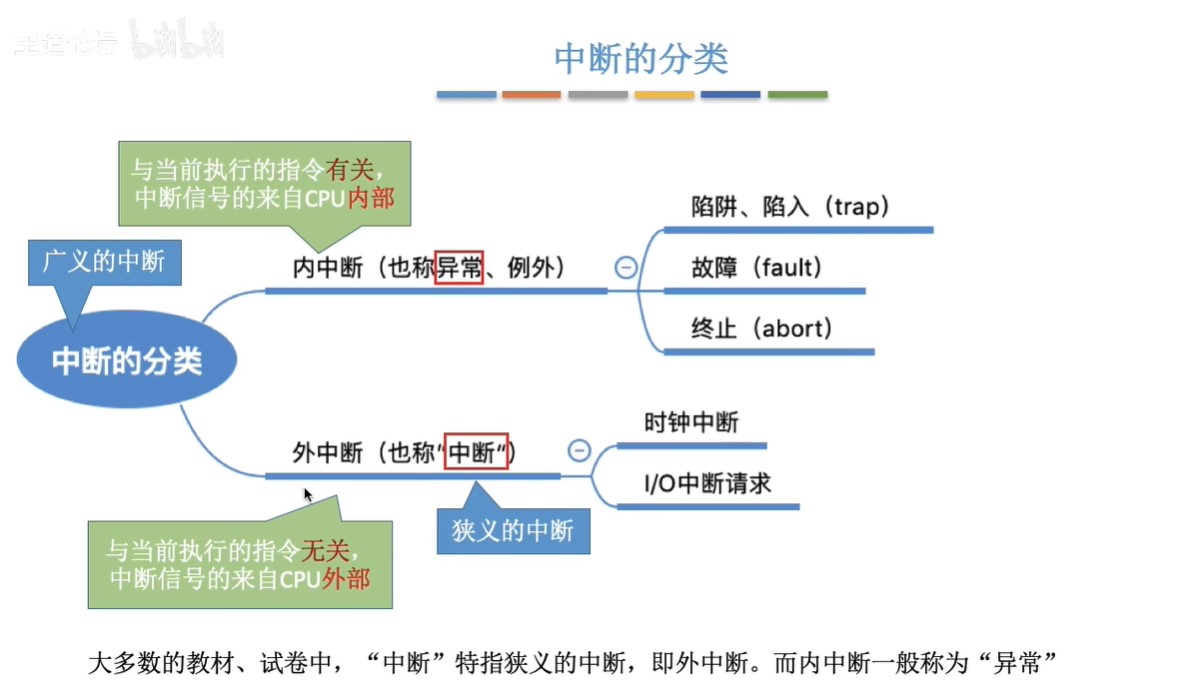 王道论坛 bilibili
中断的分类
与当前执行的指令有关，
中断信号的来自CPU内部
广义的中断
中断的分类
内中断（也称异常、例外）
陷阱、陷入（trap）
故障（fault）
终止（abort）
外中断（也称“中断“）
时钟中断
I/O中断请求
狭义的中断
与当前执行的指令无关，
中断信号的来自CPU外部
大多数的教材、试卷中，“中断”特指狭义的中断，即外中断。而内中断一般称为“异常”